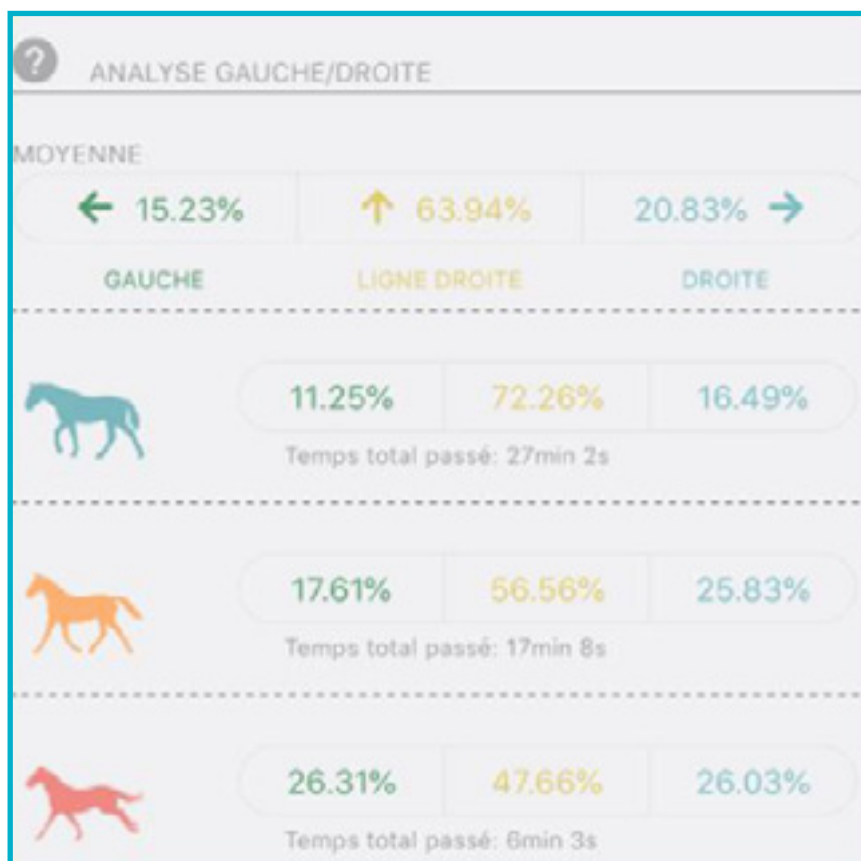 ?
ANALYSE GAUCHE/DROITE
MOYENNE
← 15.23% ↑ 63.94% 20.83% →
GAUCHE LIGNE DROITE DROITE
11.25% 72.26% 16.49%
Temps total passé: 27min 2s
17.61% 56.56% 25.83%
Temps total passé: 17min 8s
26.31% 47.66% 26.03%
Temps total passé: 6min 3s